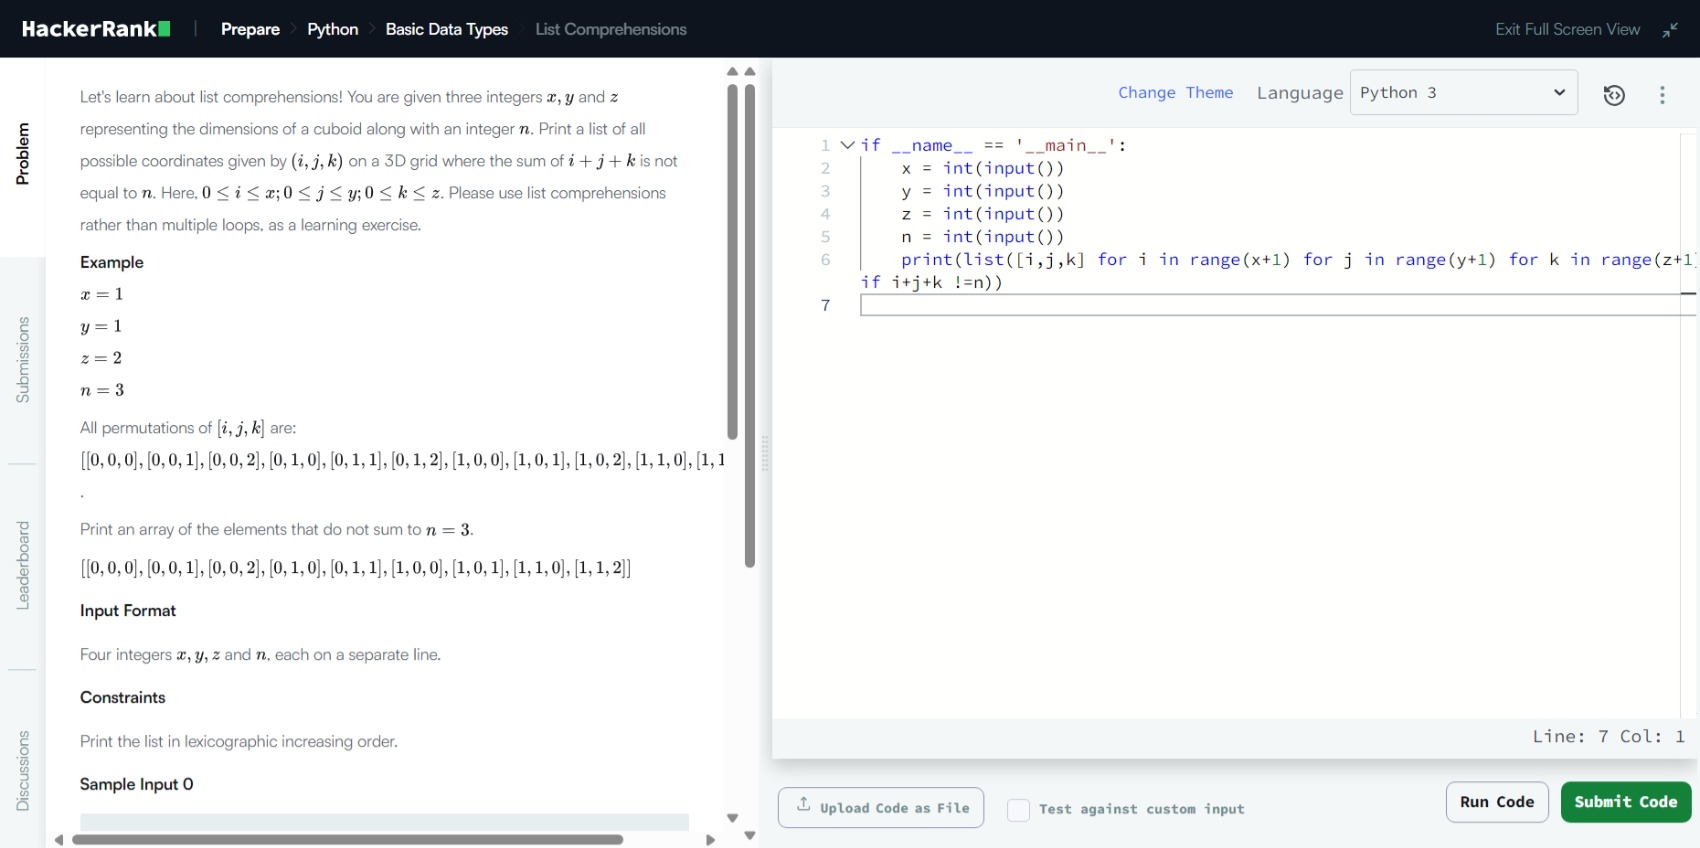 HackerRank | Prepare > Python > Basic Data Types > List Comprehensions Exit Full Screen View
Problem
Submissions
Leaderboard
Discussions
Let's learn about list comprehensions! You are given three integers x, y and z
representing the dimensions of a cuboid along with an integer n. Print a list of all
possible coordinates given by (i, j, k) on a 3D grid where the sum of i + j + k is not
equal to n. Here, 0 ≤ i ≤ x; 0 ≤ j ≤ y; 0 ≤ k ≤ z. Please use list comprehensions
rather than multiple loops, as a learning exercise.
Example
x = 1
y = 1
z = 2
n = 3
All permutations of [i, j, k] are:
[[0, 0, 0], [0, 0, 1], [0, 0, 2], [0, 1, 0], [0, 1, 1], [0, 1, 2], [1, 0, 0], [1, 0, 1], [1, 0, 2], [1, 1, 0], [1, 1
.
Print an array of the elements that do not sum to n = 3.
[[0, 0, 0], [0, 0, 1], [0, 0, 2], [0, 1, 0], [0, 1, 1], [1, 0, 0], [1, 0, 1], [1, 1, 0], [1, 1, 2]]
Input Format
Four integers x, y, z and n, each on a separate line.
Constraints
Print the list in lexicographic increasing order.
Sample Input 0
Change Theme Language Python 3
1 if __name__ == '__main__':
2 x = int(input())
3 y = int(input())
4 z = int(input())
5 n = int(input())
6 print(list([i,j,k] for i in range(x+1) for j in range(y+1) for k in range(z+1)
if i+j+k !=n))
7
Line: 7 Col: 1
Upload Code as File Test against custom input Run Code Submit Code